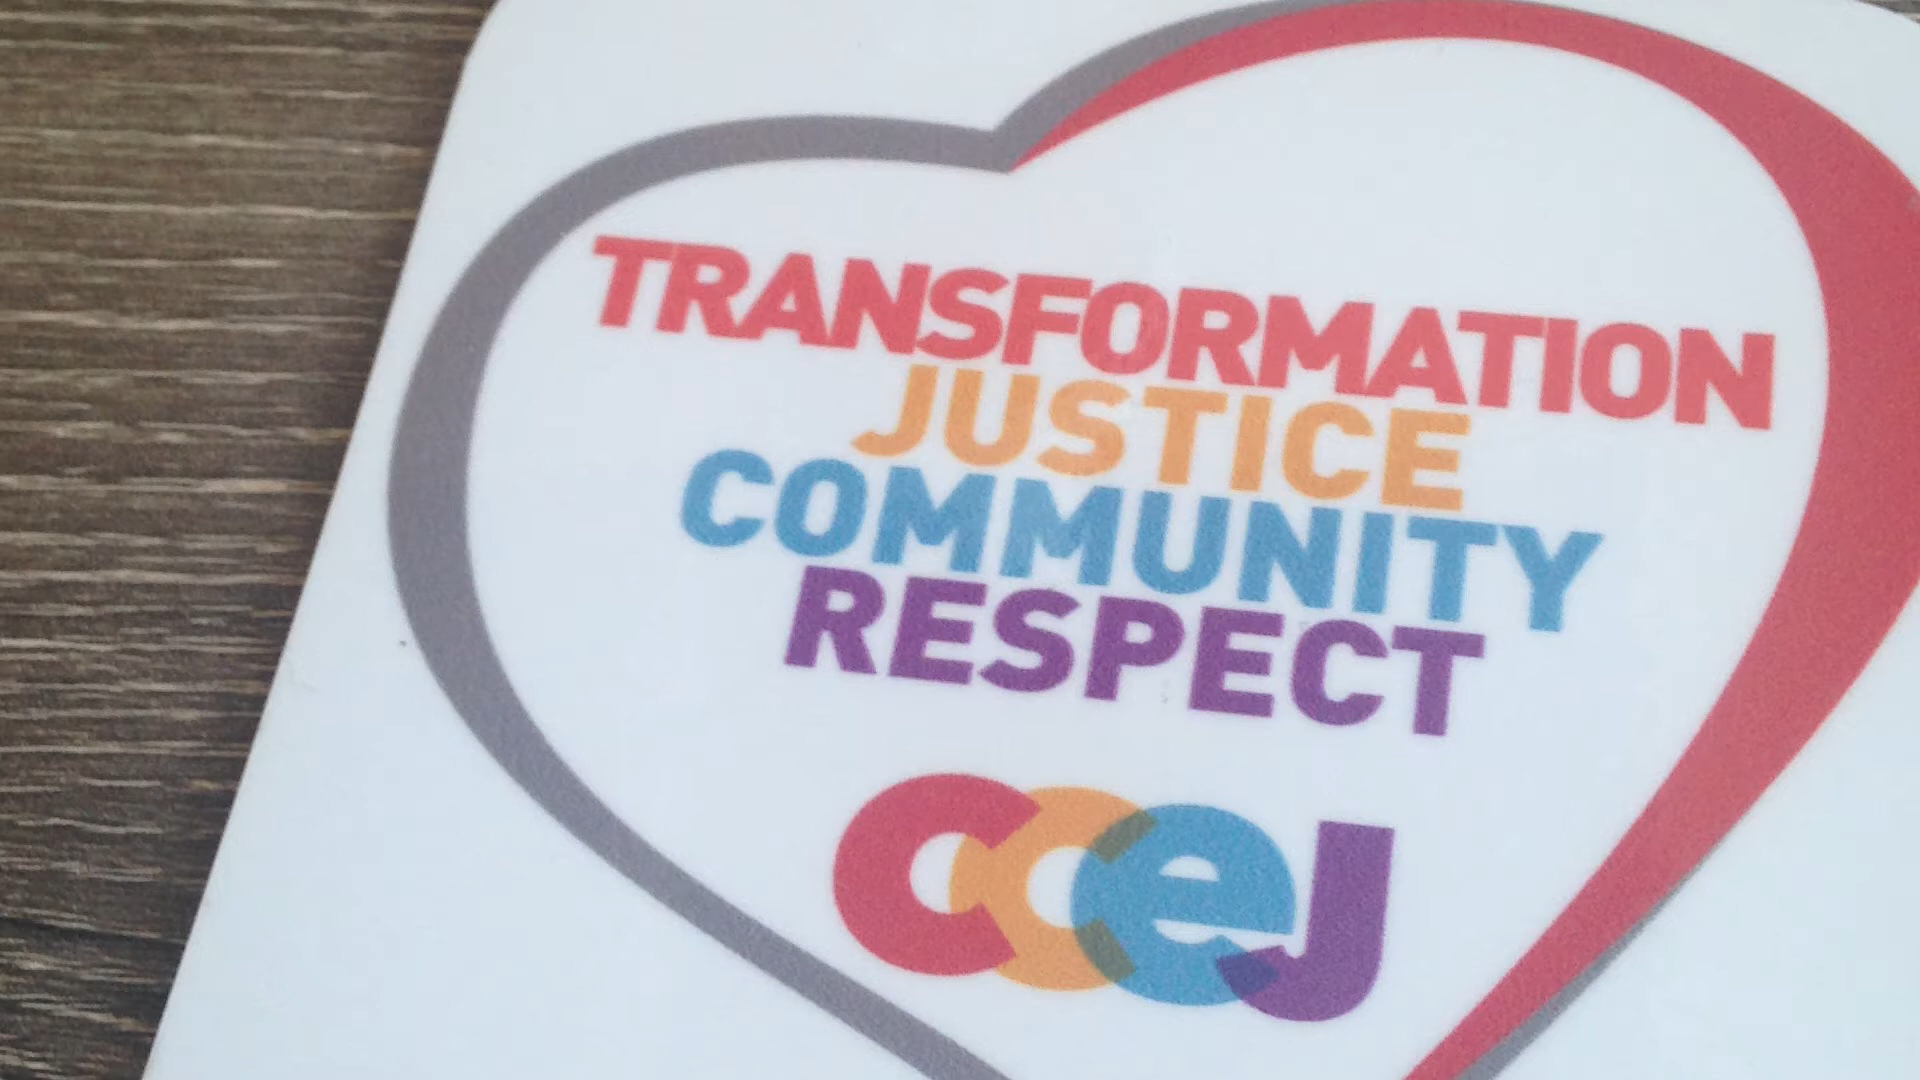 TRANSFORMATION
JUSTICE
COMMUNITY
RESPECT
cceJ